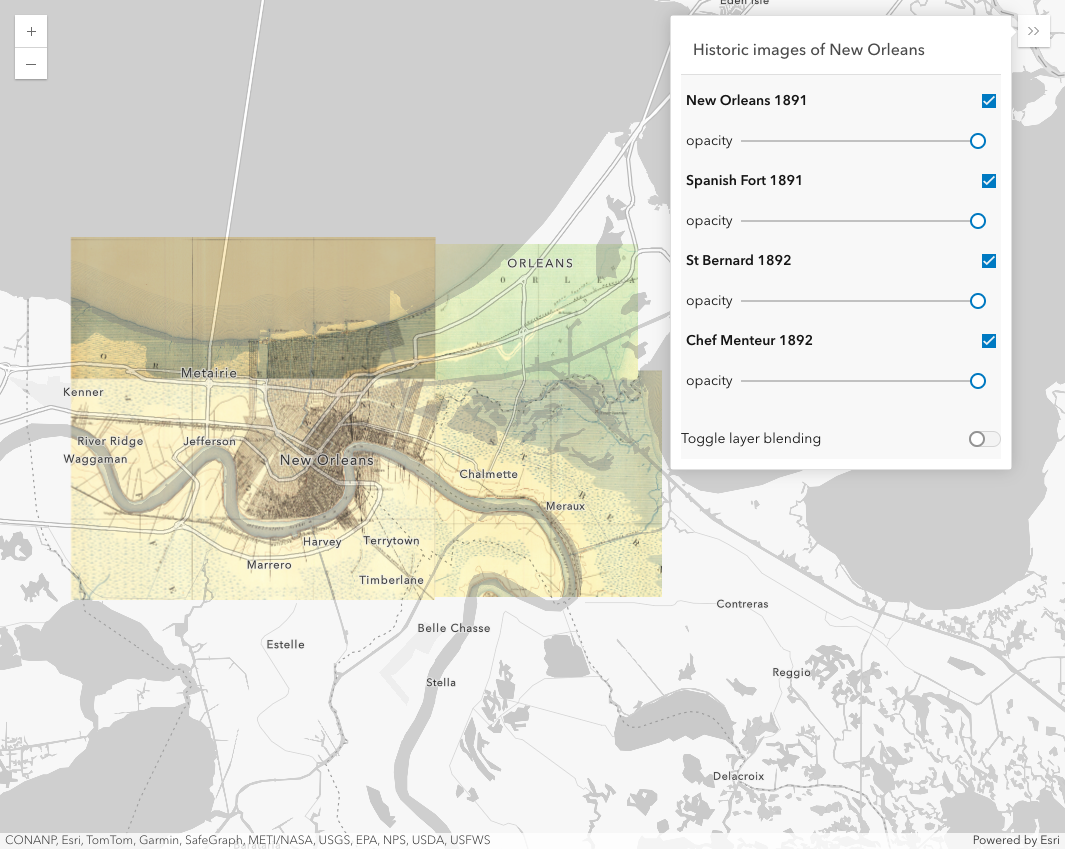 Eden Isle
+
−
Historic images of New Orleans
New Orleans 1891
opacity
Spanish Fort 1891
opacity
St Bernard 1892
opacity
Chef Menteur 1892
opacity
Toggle layer blending
ORLEANS
O R L E A
Metairie
Kenner
River Ridge
Jefferson
Waggaman
New Orleans
Chalmette
Meraux
Harvey
Terrytown
Marrero
Timberlane
Contreras
Belle Chasse
Estelle
Reggio
Stella
Delacroix
CONANP, Esri, TomTom, Garmin, SafeGraph, METI/NASA, USGS, EPA, NPS, USDA, USFWS
Powered by Esri